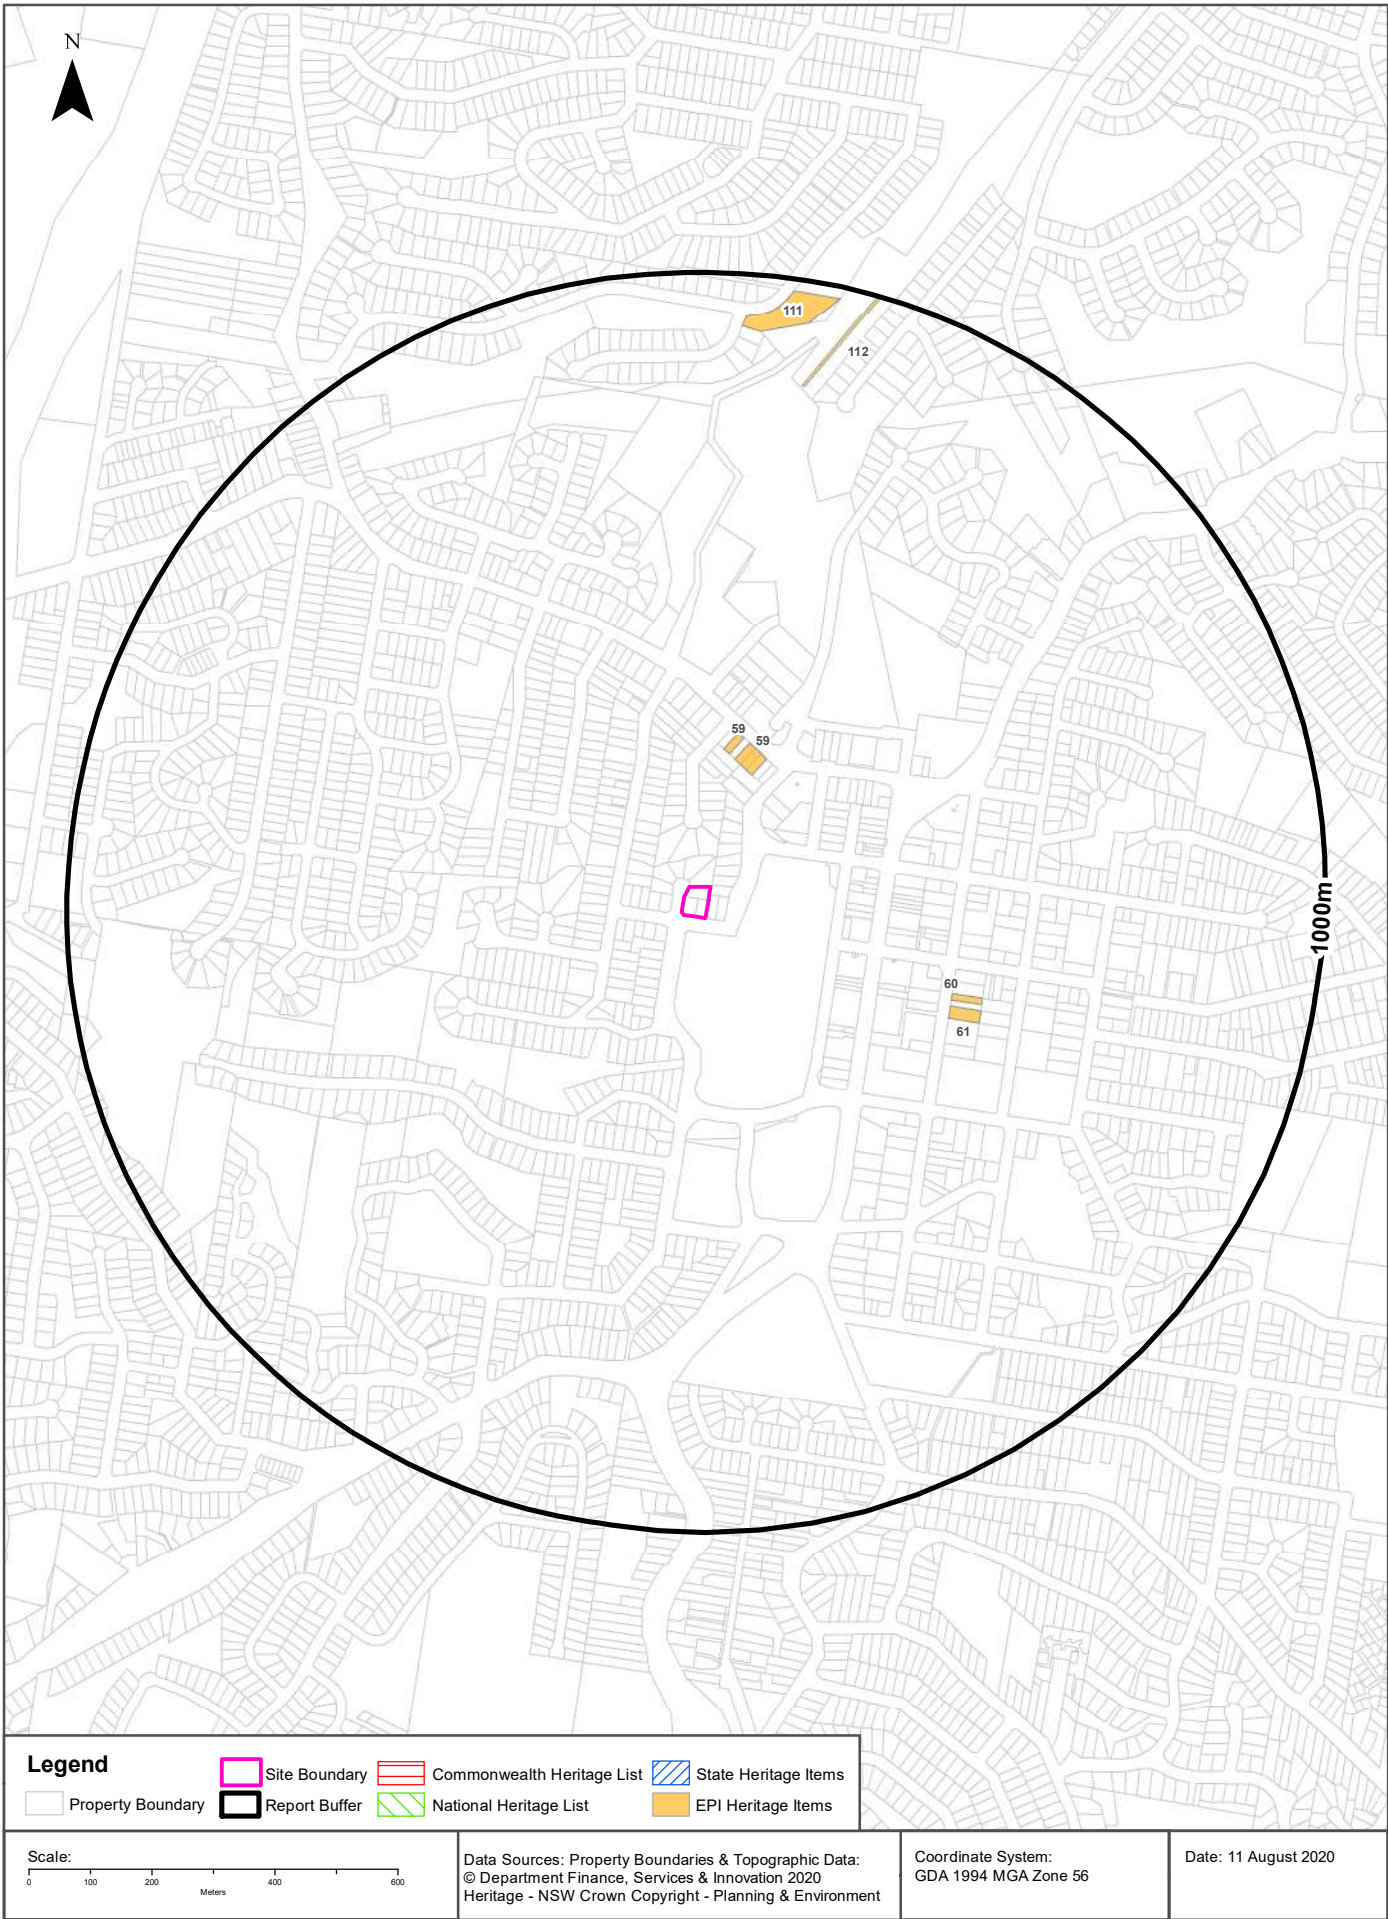 N
111
112
59
59
1000m
60
61
Legend
Property Boundary
Site Boundary
Report Buffer
Commonwealth Heritage List
National Heritage List
State Heritage Items
EPI Heritage Items
Scale:
0 100 200 400 600
Meters
Data Sources: Property Boundaries & Topographic Data:
© Department Finance, Services & Innovation 2020
Heritage - NSW Crown Copyright - Planning & Environment
Coordinate System:
GDA 1994 MGA Zone 56
Date: 11 August 2020